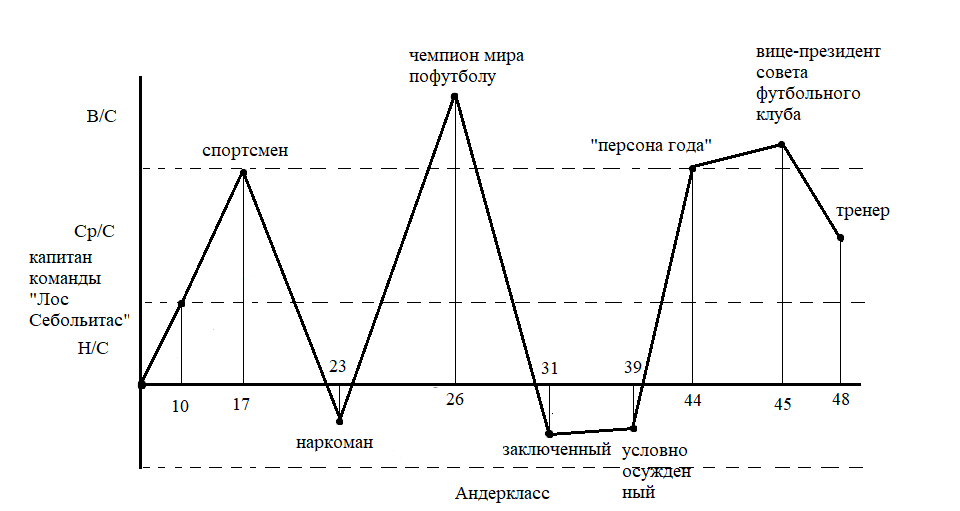 чемпион мира
пофутболу
вице-президент
совета
футбольного
клуба
В/С
спортсмен
"персона года"
Ср/С
тренер
капитан
команды
"Лос
Себольитас"
Н/С
23
31
39
10
17
26
44
45
48
наркоман
заключенный
условно
осужден
ный
Андеркласс